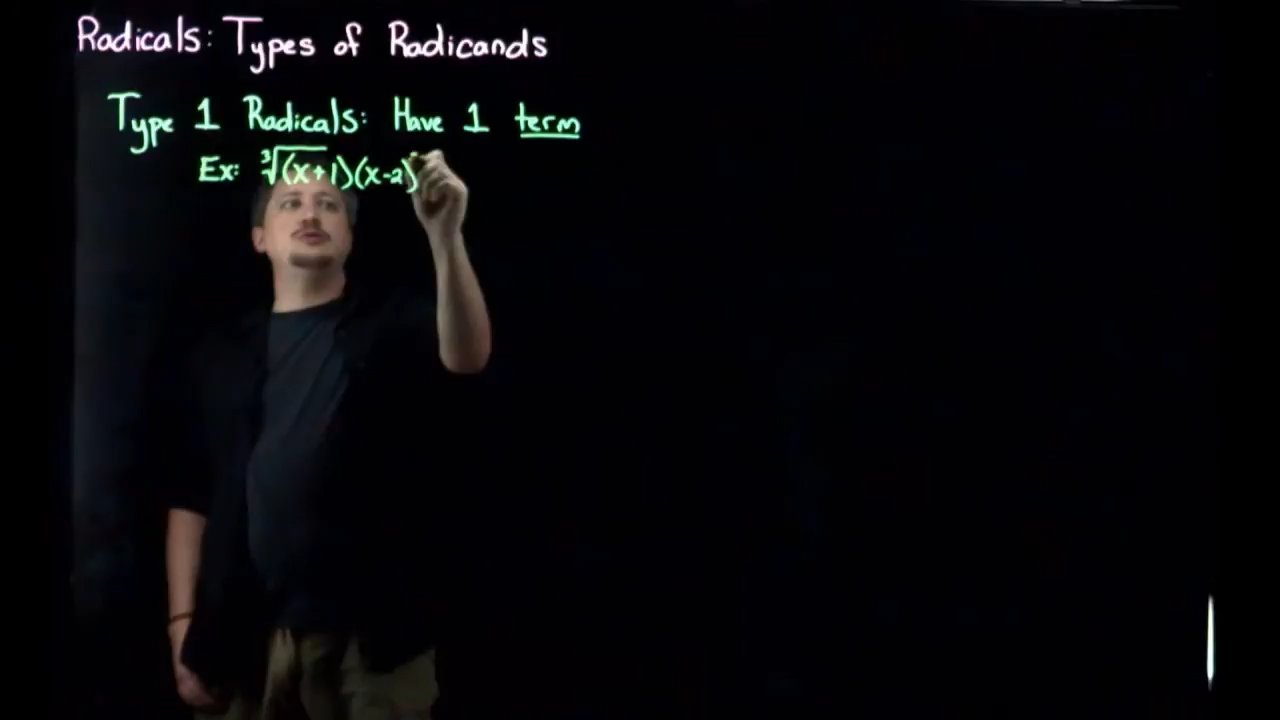 Radicals: Types of Radicands
Type 1 Radicals: Have 1 term
Ex: ∛(x+1)(x-2)